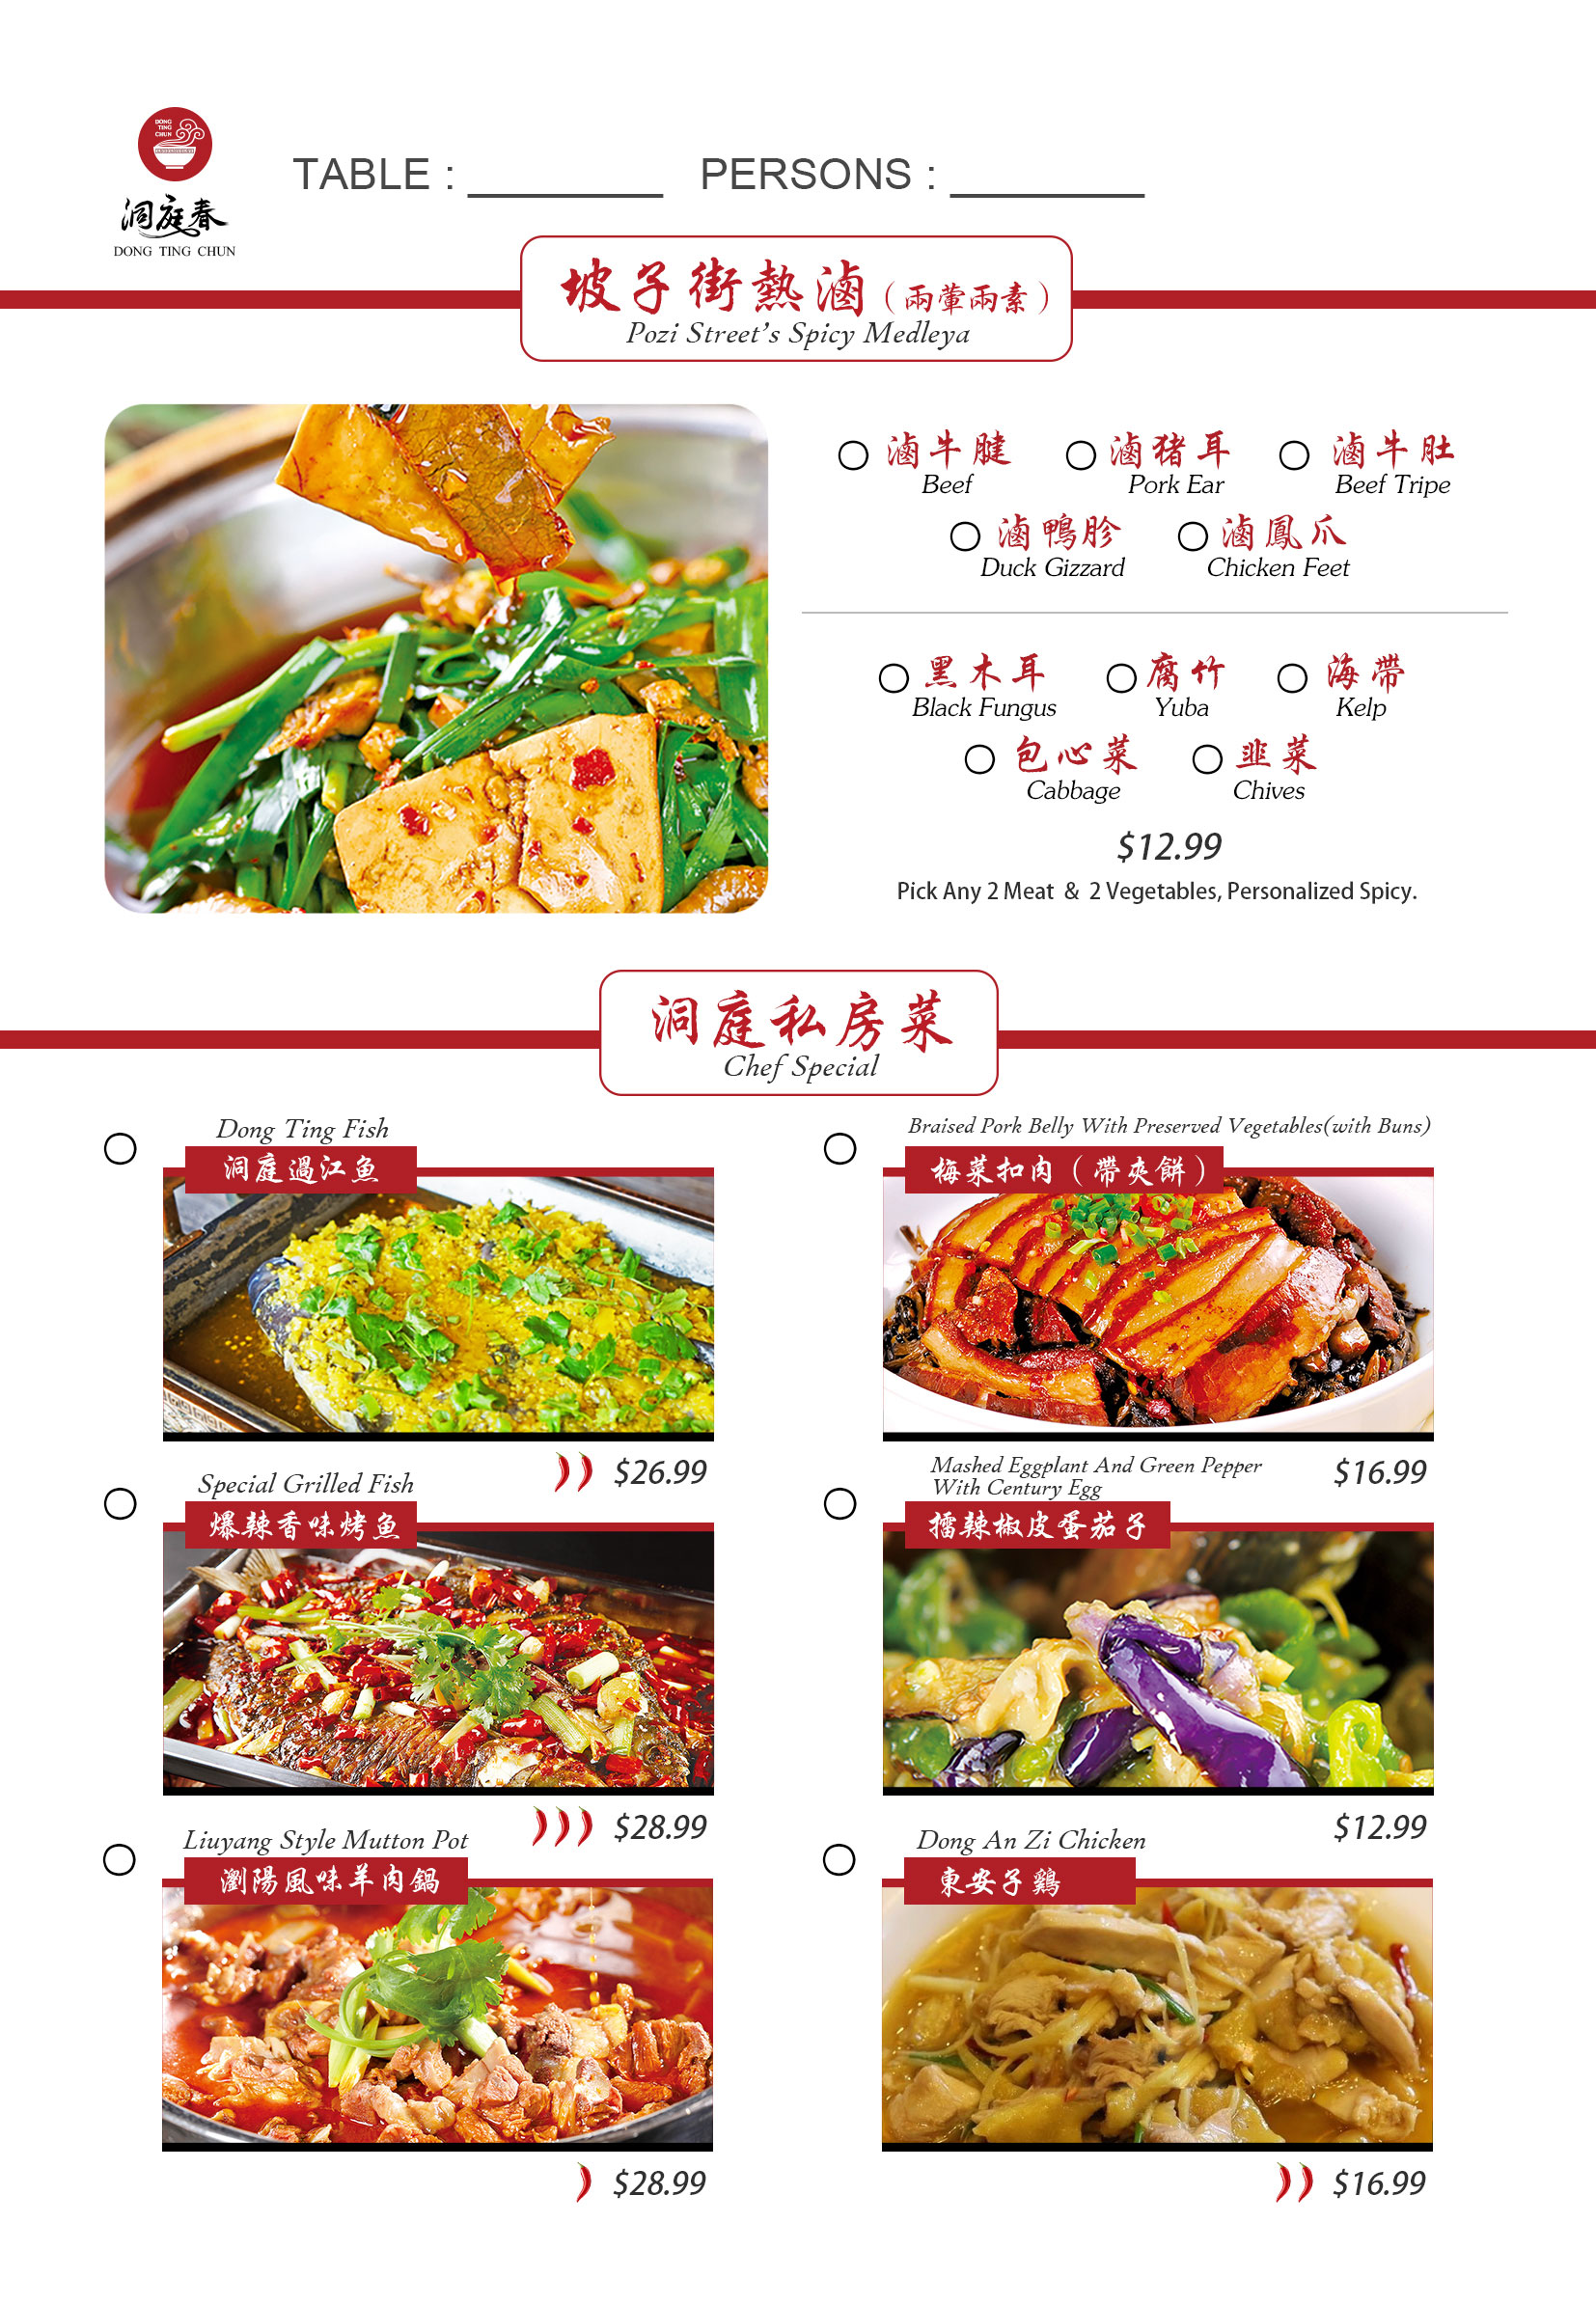 DONG
TING
CHUN
洞庭春
DONG TING CHUN
TABLE : PERSONS :
坡子街熱滷（兩葷兩素）
Pozi Street's Spicy Medleya
滷牛腱 滷豬耳 滷牛肚
Beef Pork Ear Beef Tripe
滷鴨胗 滷鳳爪
Duck Gizzard Chicken Feet
黑木耳 腐竹 海帶
Black Fungus Yuba Kelp
包心菜 韭菜
Cabbage Chives
$12.99
Pick Any 2 Meat & 2 Vegetables, Personalized Spicy.
洞庭私房菜
Chef Special
Dong Ting Fish
洞庭過江魚
$26.99
Braised Pork Belly With Preserved Vegetables(with Buns)
梅菜扣肉（帶夾餅）
$16.99
Special Grilled Fish
爆辣香味烤魚
$28.99
Mashed Eggplant And Green Pepper
With Century Egg
擂辣椒皮蛋茄子
$12.99
Liuyang Style Mutton Pot
瀏陽風味羊肉鍋
$28.99
Dong An Zi Chicken
東安子鷄
$16.99